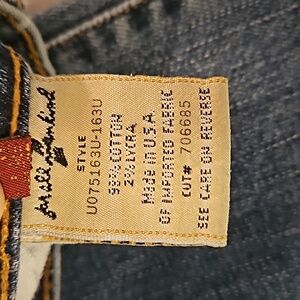 for all mankind
STYLE
U075163U-163U
98% COTTON
2% LYCRA
Made in U.S.A.
OF IMPORTED FABRIC
CUT# 706685
SEE CARE ON REVERSE